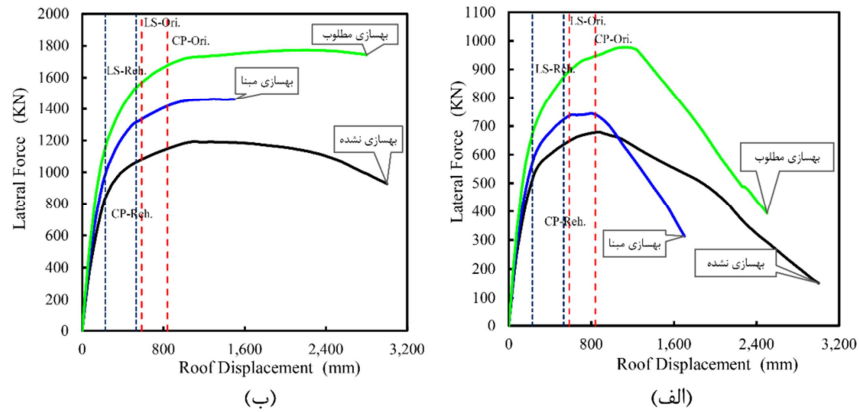 2000
1800
1600
1400
1200
1000
800
600
400
200
0
Lateral Force (KN)
LS-Ori.
CP-Ori.
LS-Reh.
CP-Reh.
بهسازی مطلوب
بهسازی مبنا
بهسازی نشده
0
800
1,600
2,400
3,200
Roof Displacement (mm)
(ب)
1100
1000
900
800
700
600
500
400
300
200
100
0
Lateral Force (KN)
LS-Ori.
CP-Ori.
LS-Reh.
CP-Reh.
بهسازی مطلوب
بهسازی مبنا
بهسازی نشده
0
800
1,600
2,400
3,200
Roof Displacement (mm)
(الف)